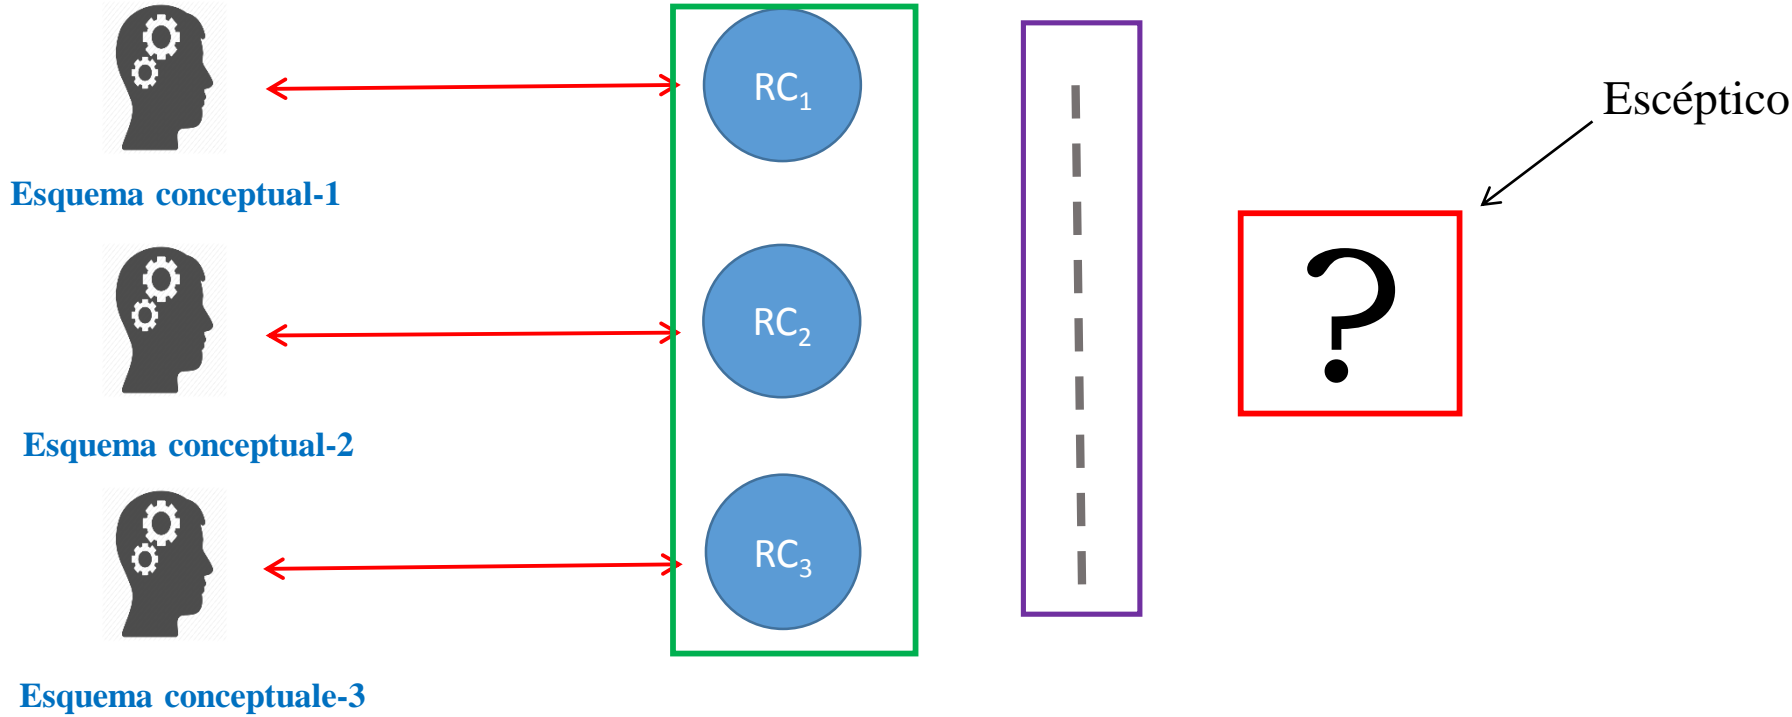 RC₁
Escéptico
Esquema conceptual-1
RC₂
?
Esquema conceptual-2
RC₃
Esquema conceptuale-3